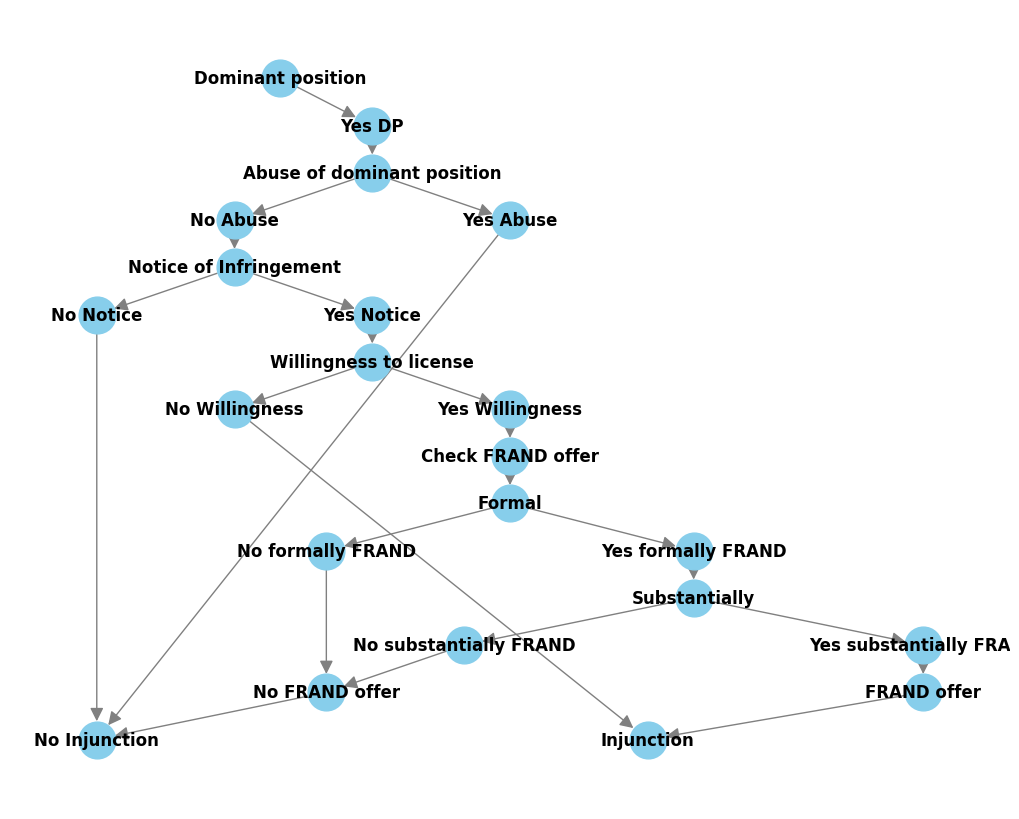 Dominant position
Yes DP
Abuse of dominant position
No Abuse
Yes Abuse
Notice of Infringement
No Notice
Yes Notice
Willingness to license
No Willingness
Yes Willingness
Check FRAND offer
Formal
No formally FRAND
Yes formally FRAND
Substantially
No substantially FRAND
Yes substantially FRA
No FRAND offer
FRAND offer
No Injunction
Injunction